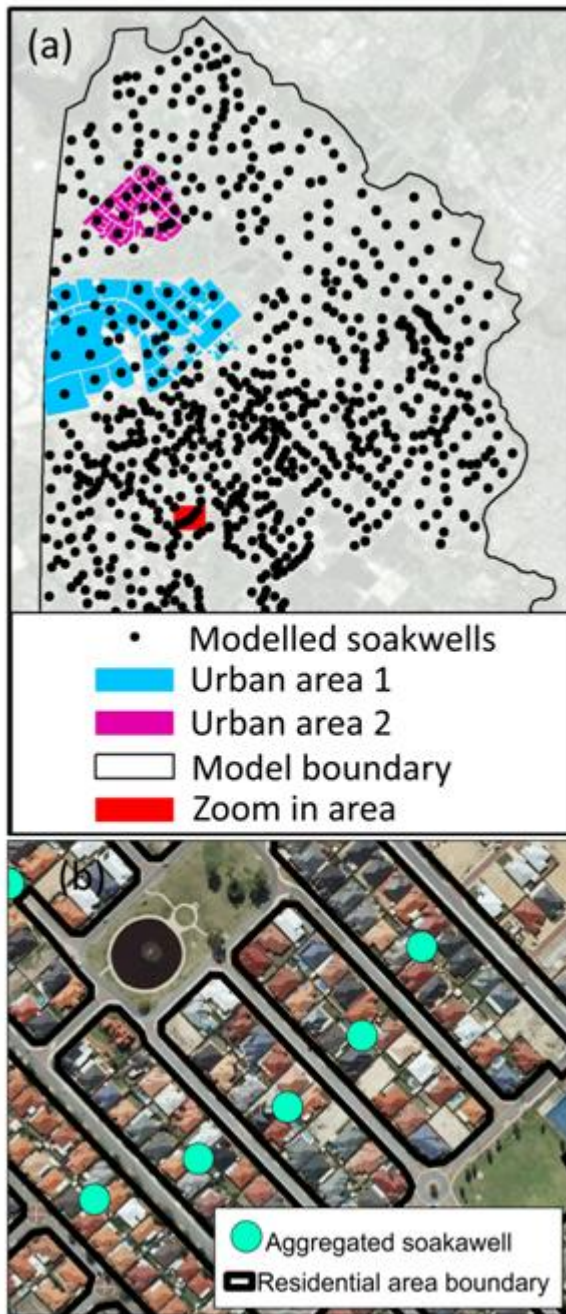 (a)
Modelled soakwells
Urban area 1
Urban area 2
Model boundary
Zoom in area
(b)
Aggregated soakawell
Residential area boundary